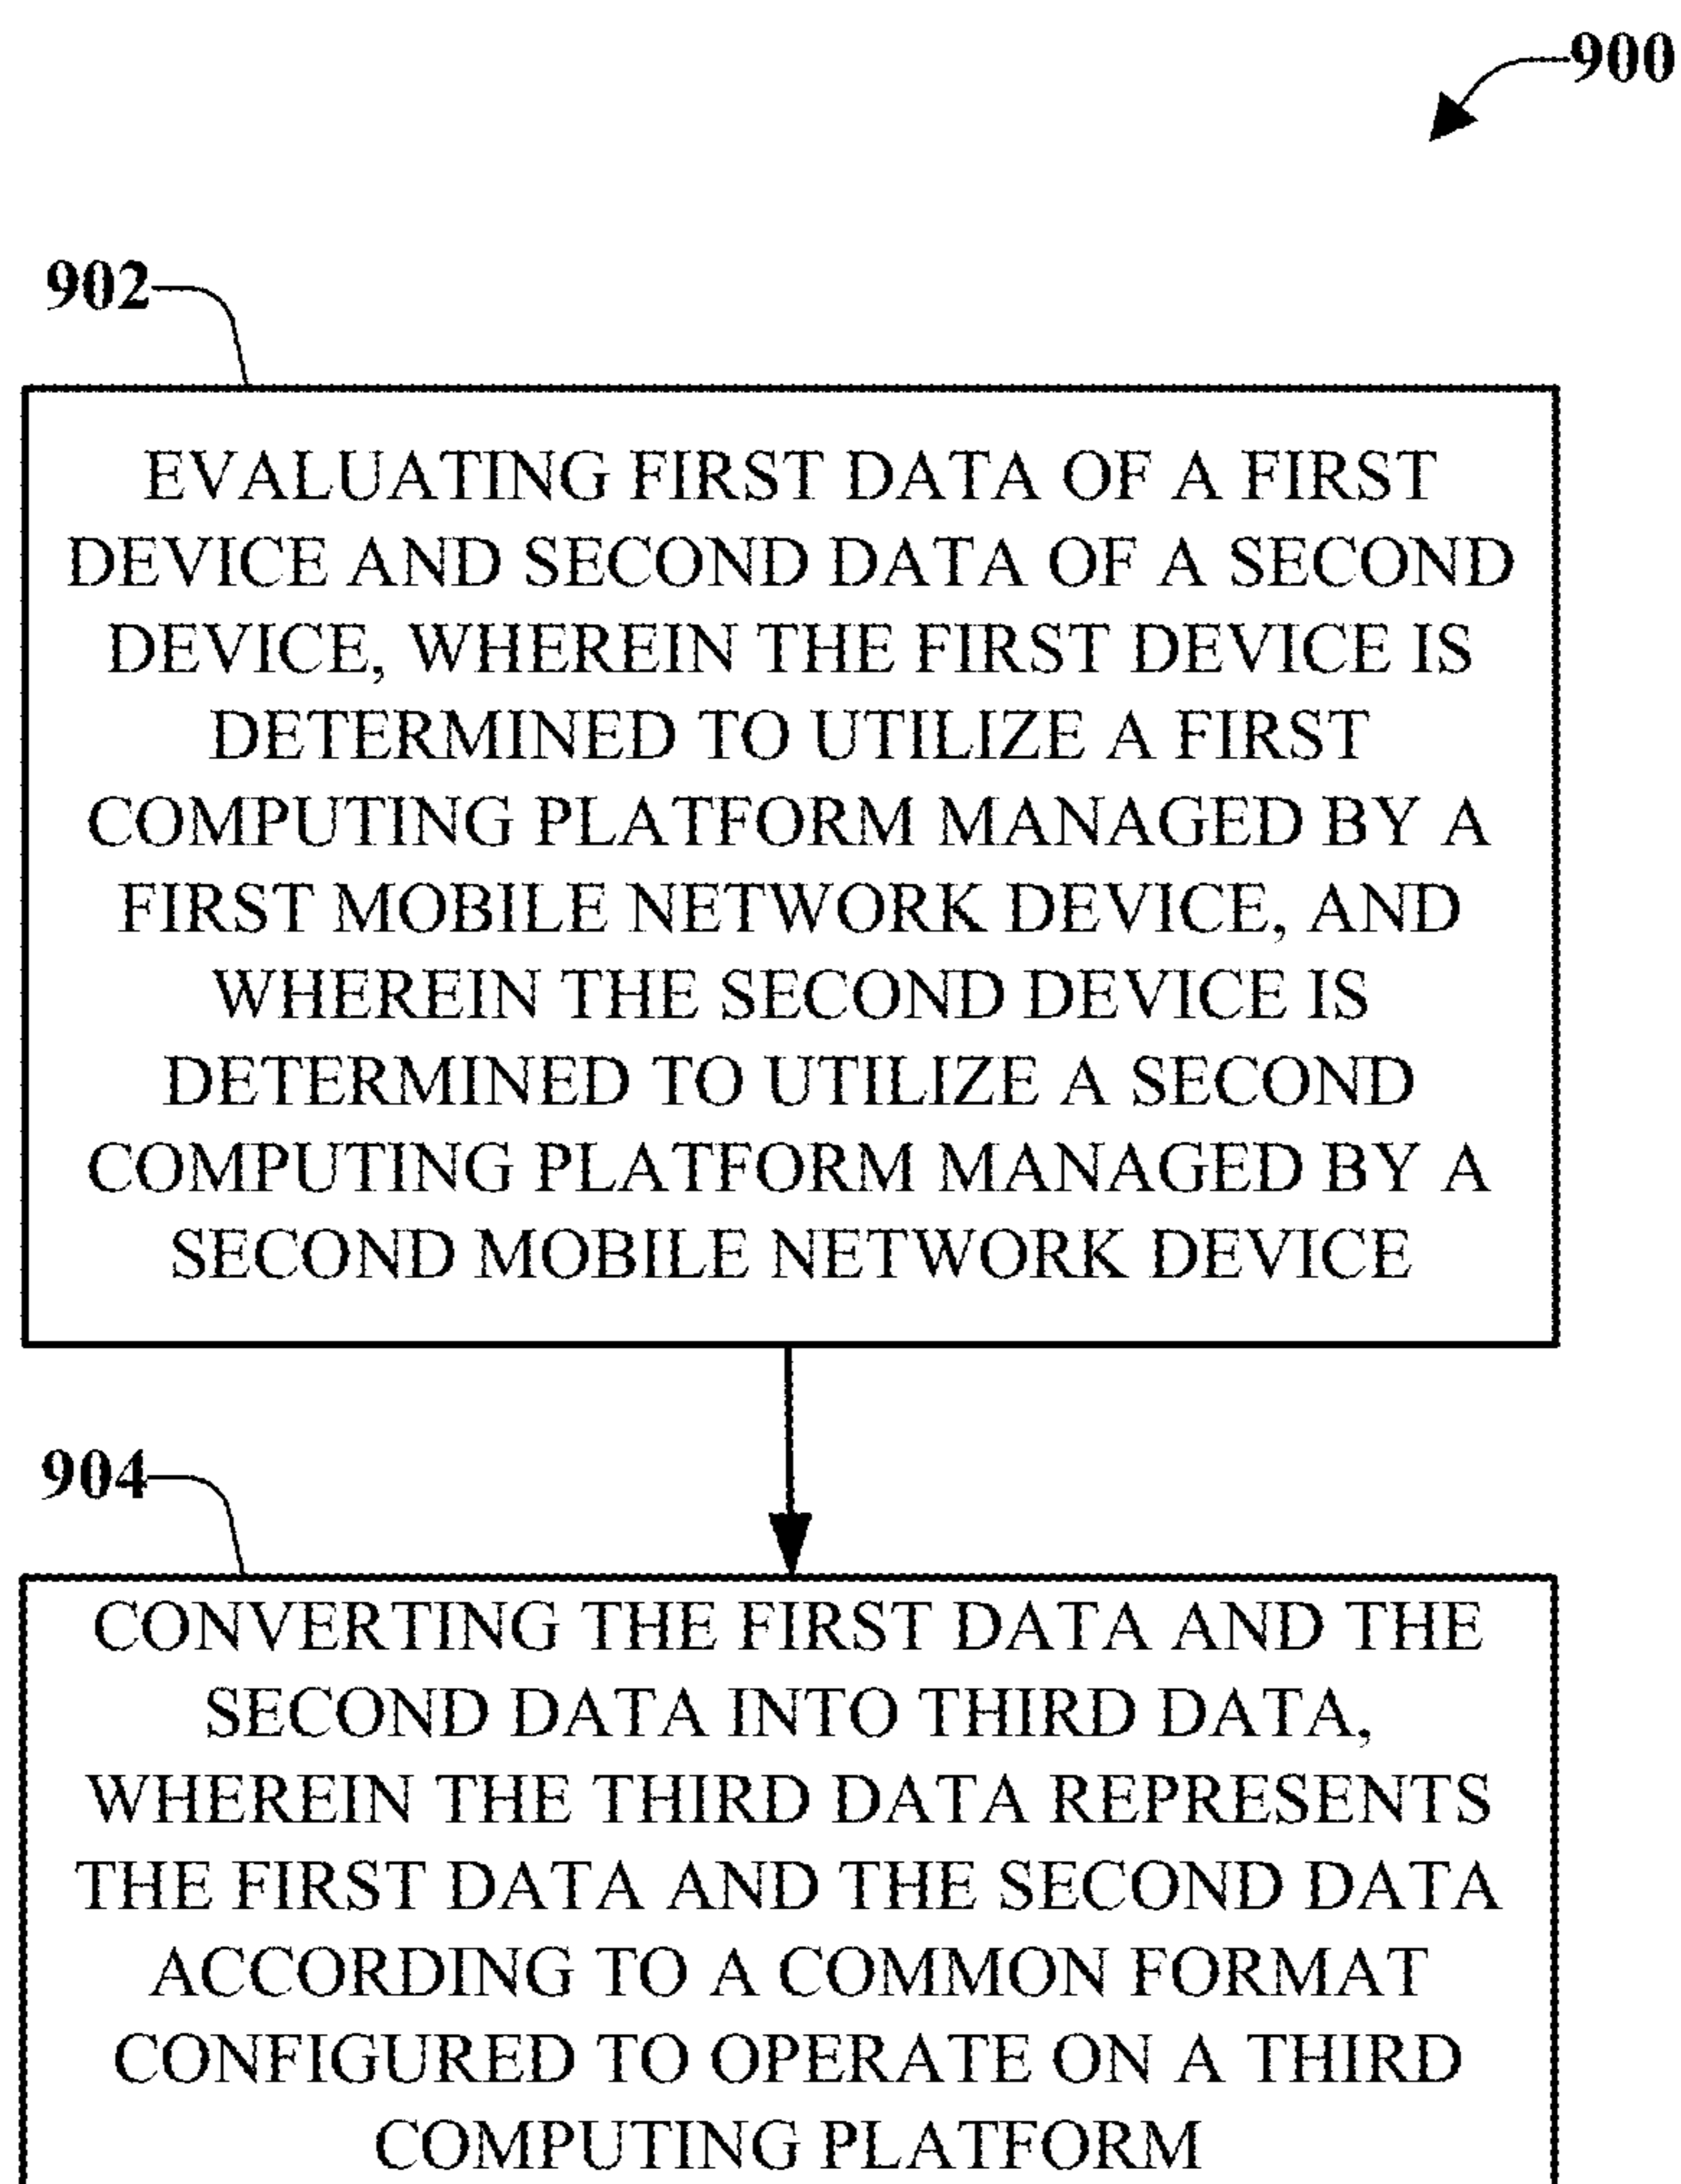 900
902
EVALUATING FIRST DATA OF A FIRST
DEVICE AND SECOND DATA OF A SECOND
DEVICE, WHEREIN THE FIRST DEVICE IS
DETERMINED TO UTILIZE A FIRST
COMPUTING PLATFORM MANAGED BY A
FIRST MOBILE NETWORK DEVICE, AND
WHEREIN THE SECOND DEVICE IS
DETERMINED TO UTILIZE A SECOND
COMPUTING PLATFORM MANAGED BY A
SECOND MOBILE NETWORK DEVICE
904
CONVERTING THE FIRST DATA AND THE
SECOND DATA INTO THIRD DATA,
WHEREIN THE THIRD DATA REPRESENTS
THE FIRST DATA AND THE SECOND DATA
ACCORDING TO A COMMON FORMAT
CONFIGURED TO OPERATE ON A THIRD
COMPUTING PLATFORM